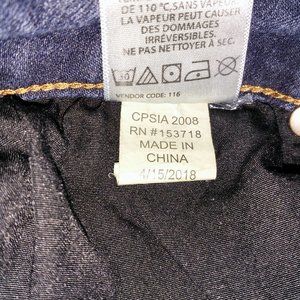 DE 110 °C, SANS VAPEUR
LA VAPEUR PEUT CAUSER
DES DOMMAGES
IRRÉVERSIBLES.
NE PAS NETTOYER À SEC.
VENDOR CODE: 116
CPSIA 2008
RN #153718
MADE IN
CHINA
4/15/2018